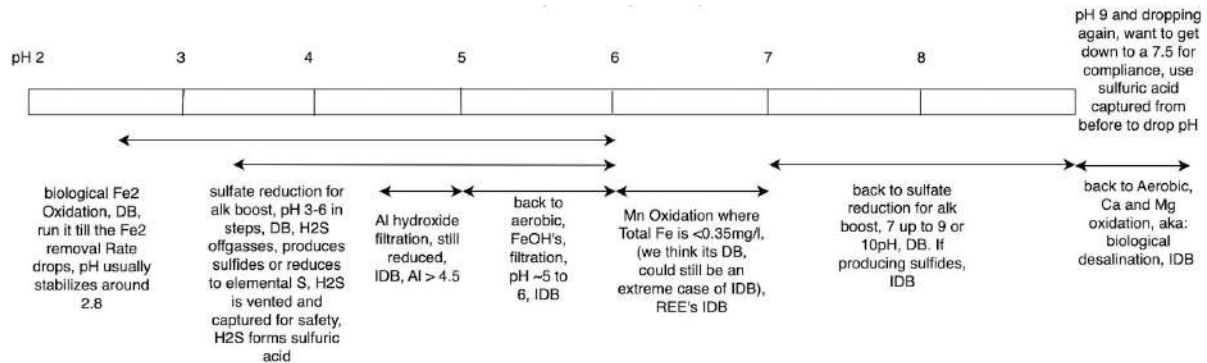 pH 2
3
4
5
6
7
8
pH 9 and dropping
again, want to get
down to a 7.5 for
compliance, use
sulfuric acid
captured from
before to drop pH
biological Fe2
Oxidation, DB,
run it till the Fe2
removal Rate
drops, pH usually
stabilizes around
2.8
sulfate reduction for
alk boost, pH 3-6 in
steps, DB, H2S
offgasses, produces
sulfides or reduces
to elemental S, H2S
is vented and
captured for safety,
H2S forms sulfuric
acid
Al hydroxide
filtration, still
reduced,
IDB, Al > 4.5
back to
aerobic,
FeOH's,
filtration,
pH ~5 to
6, IDB
Mn Oxidation where
Total Fe is <0.35mg/l,
(we think its DB,
could still be an
extreme case of IDB),
REE's IDB
back to sulfate
reduction for alk
boost, 7 up to 9 or
10pH, DB. If
producing sulfides,
IDB
back to Aerobic,
Ca and Mg
oxidation, aka:
biological
desalination, IDB